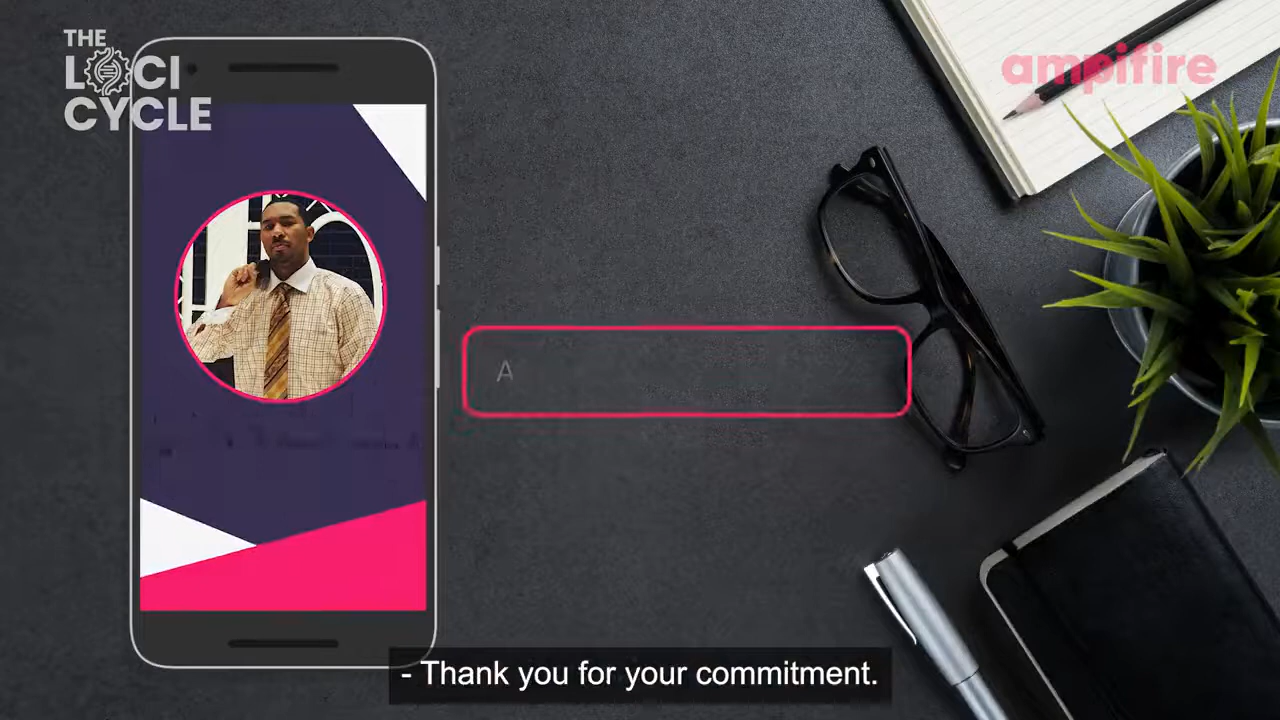 THE
LOCI
CYCLE
ampifire
A
- Thank you for your commitment.